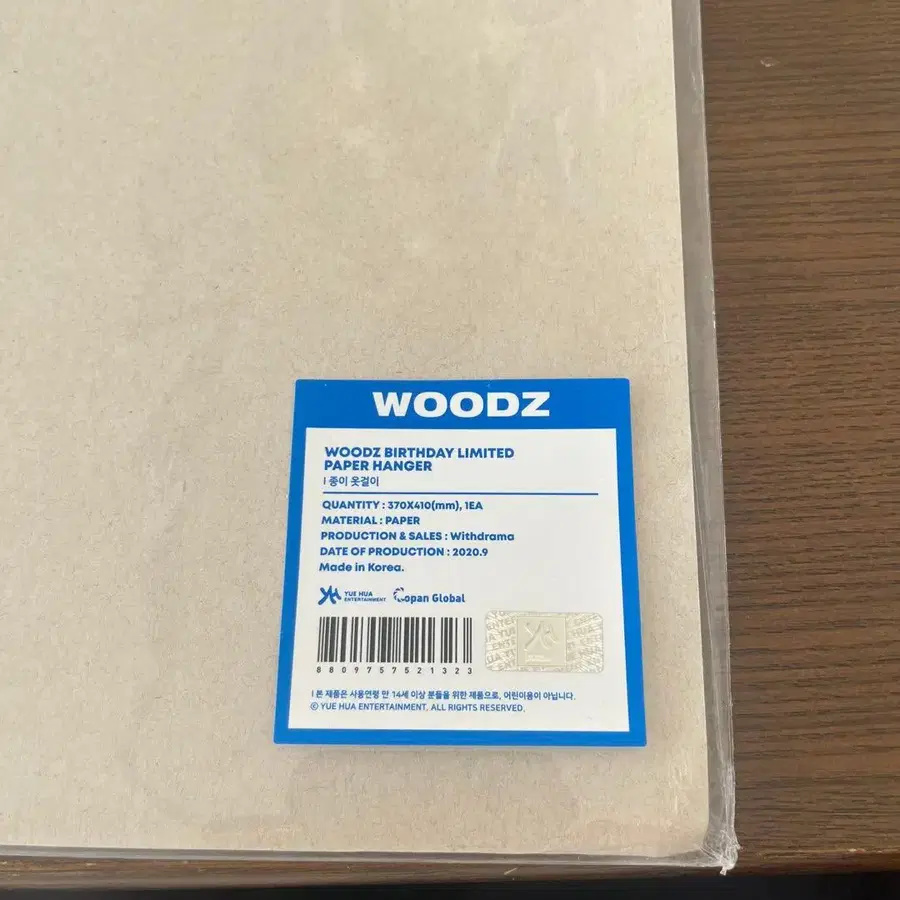 WOODZ
WOODZ BIRTHDAY LIMITED
PAPER HANGER
| 종이 옷걸이
QUANTITY : 370X410(mm), 1EA
MATERIAL : PAPER
PRODUCTION & SALES : Withdrama
DATE OF PRODUCTION : 2020.9
Made in Korea.
YUE HUA
ENTERTAINMENT
Copan Global
8809757521323
| 본 제품은 사용연령 만 14세 이상 분들을 위한 제품으로, 어린이용이 아닙니다.
© YUE HUA ENTERTAINMENT. ALL RIGHTS RESERVED.